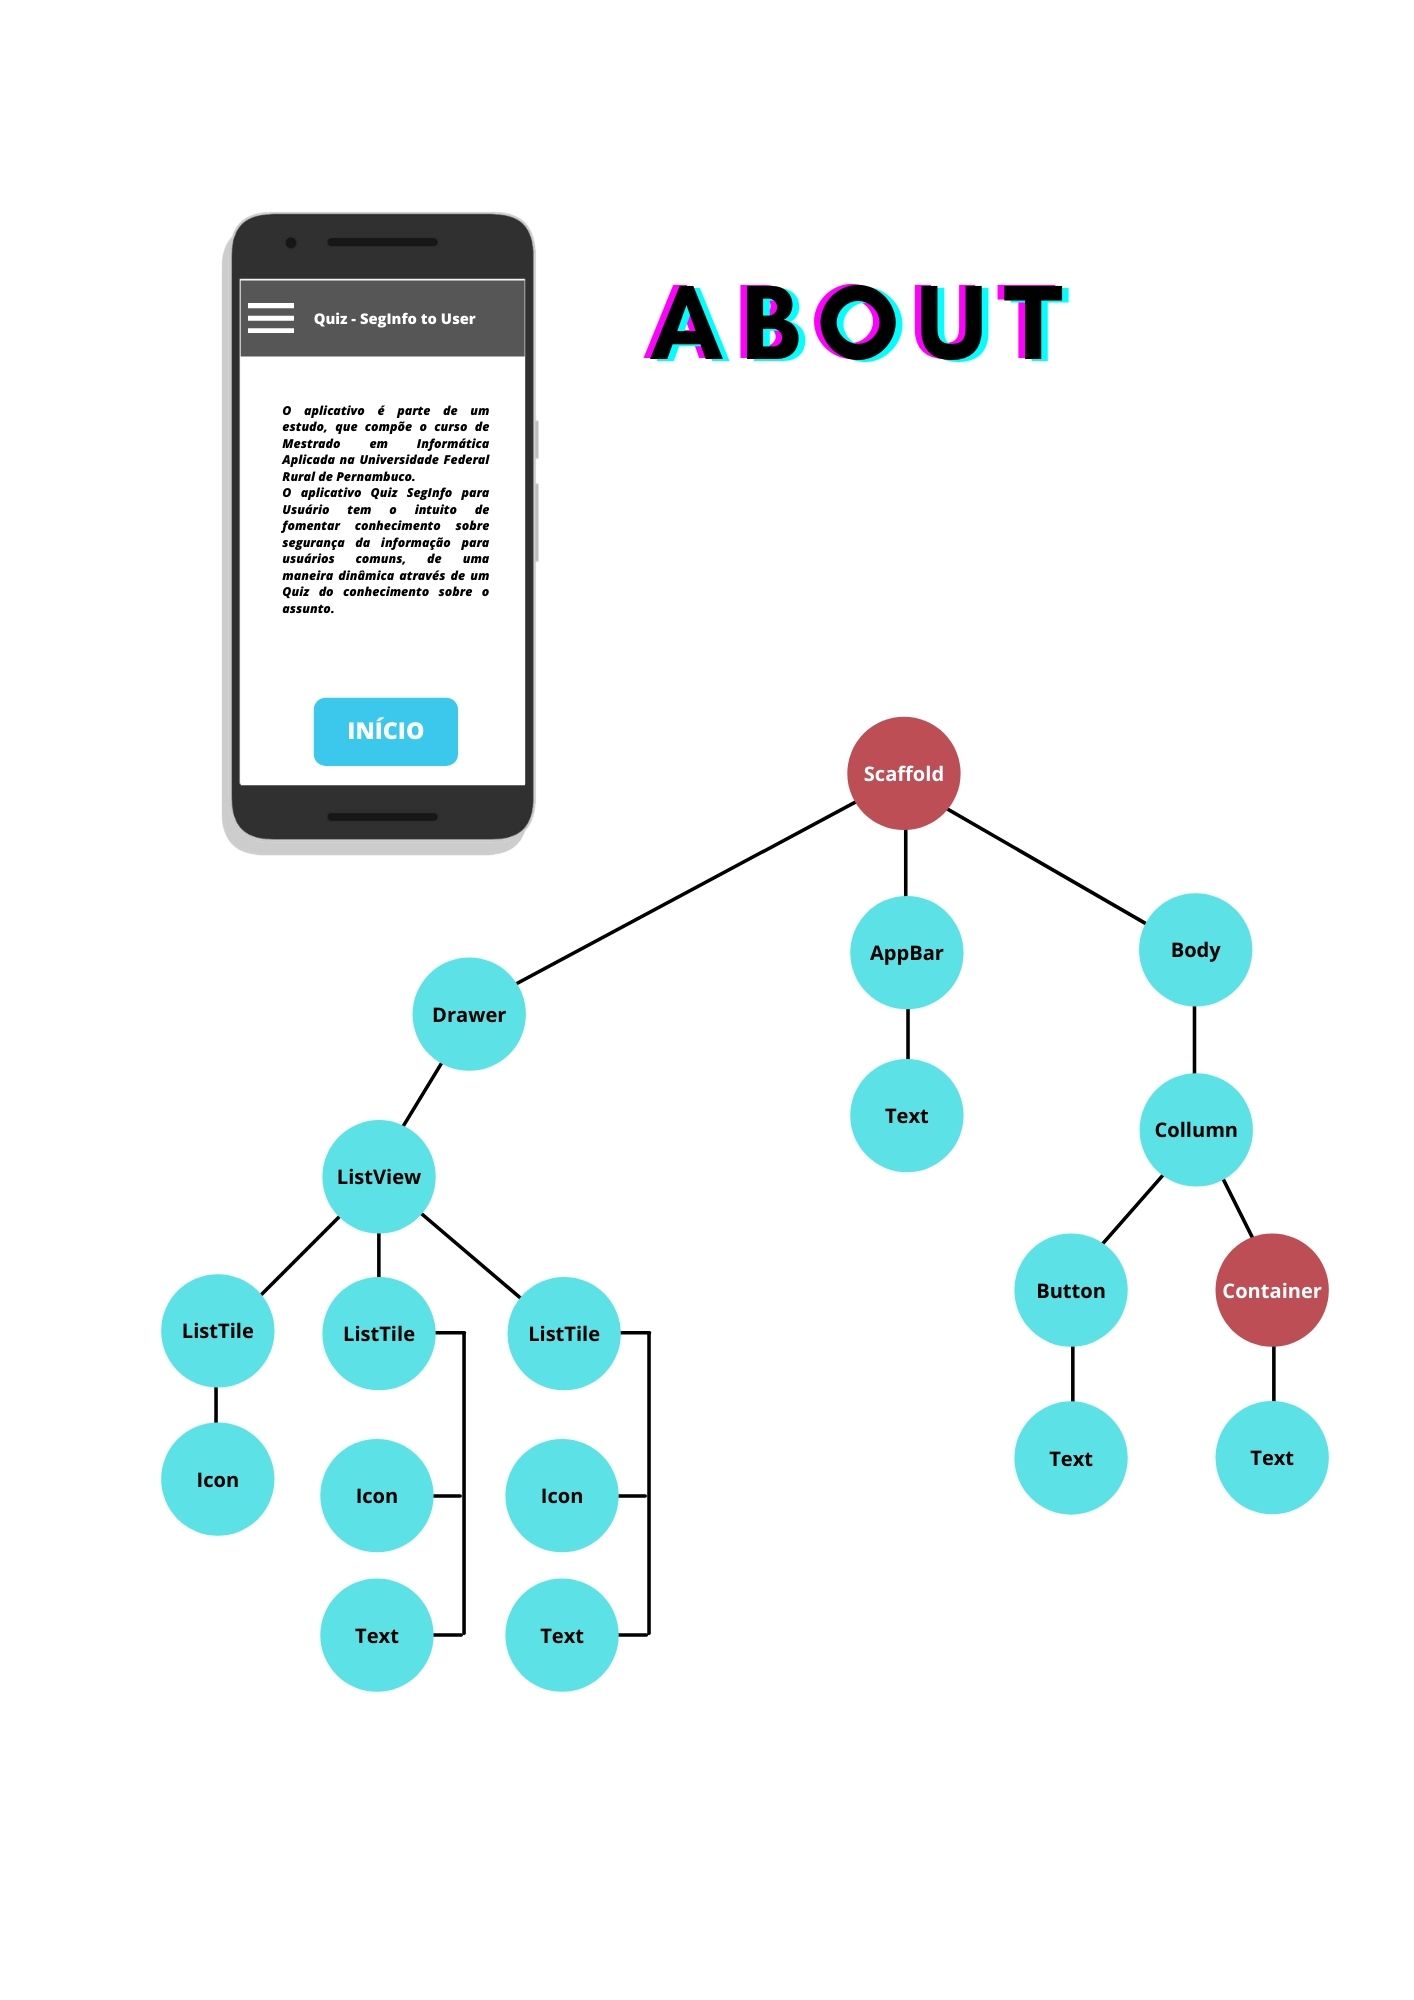 ABOUT
Quiz - SegInfo to User
O aplicativo é parte de um
estudo, que compõe o curso de
Mestrado em Informática
Aplicada na Universidade Federal
Rural de Pernambuco.
O aplicativo Quiz SegInfo para
Usuário tem o intuito de
fomentar conhecimento sobre
segurança da informação para
usuários comuns, de uma
maneira dinâmica através de um
Quiz do conhecimento sobre o
assunto.
INÍCIO
Scaffold
Drawer
AppBar
Body
Text
Collumn
ListView
ListTile
ListTile
ListTile
Button
Container
Icon
Icon
Icon
Text
Text
Text
Text